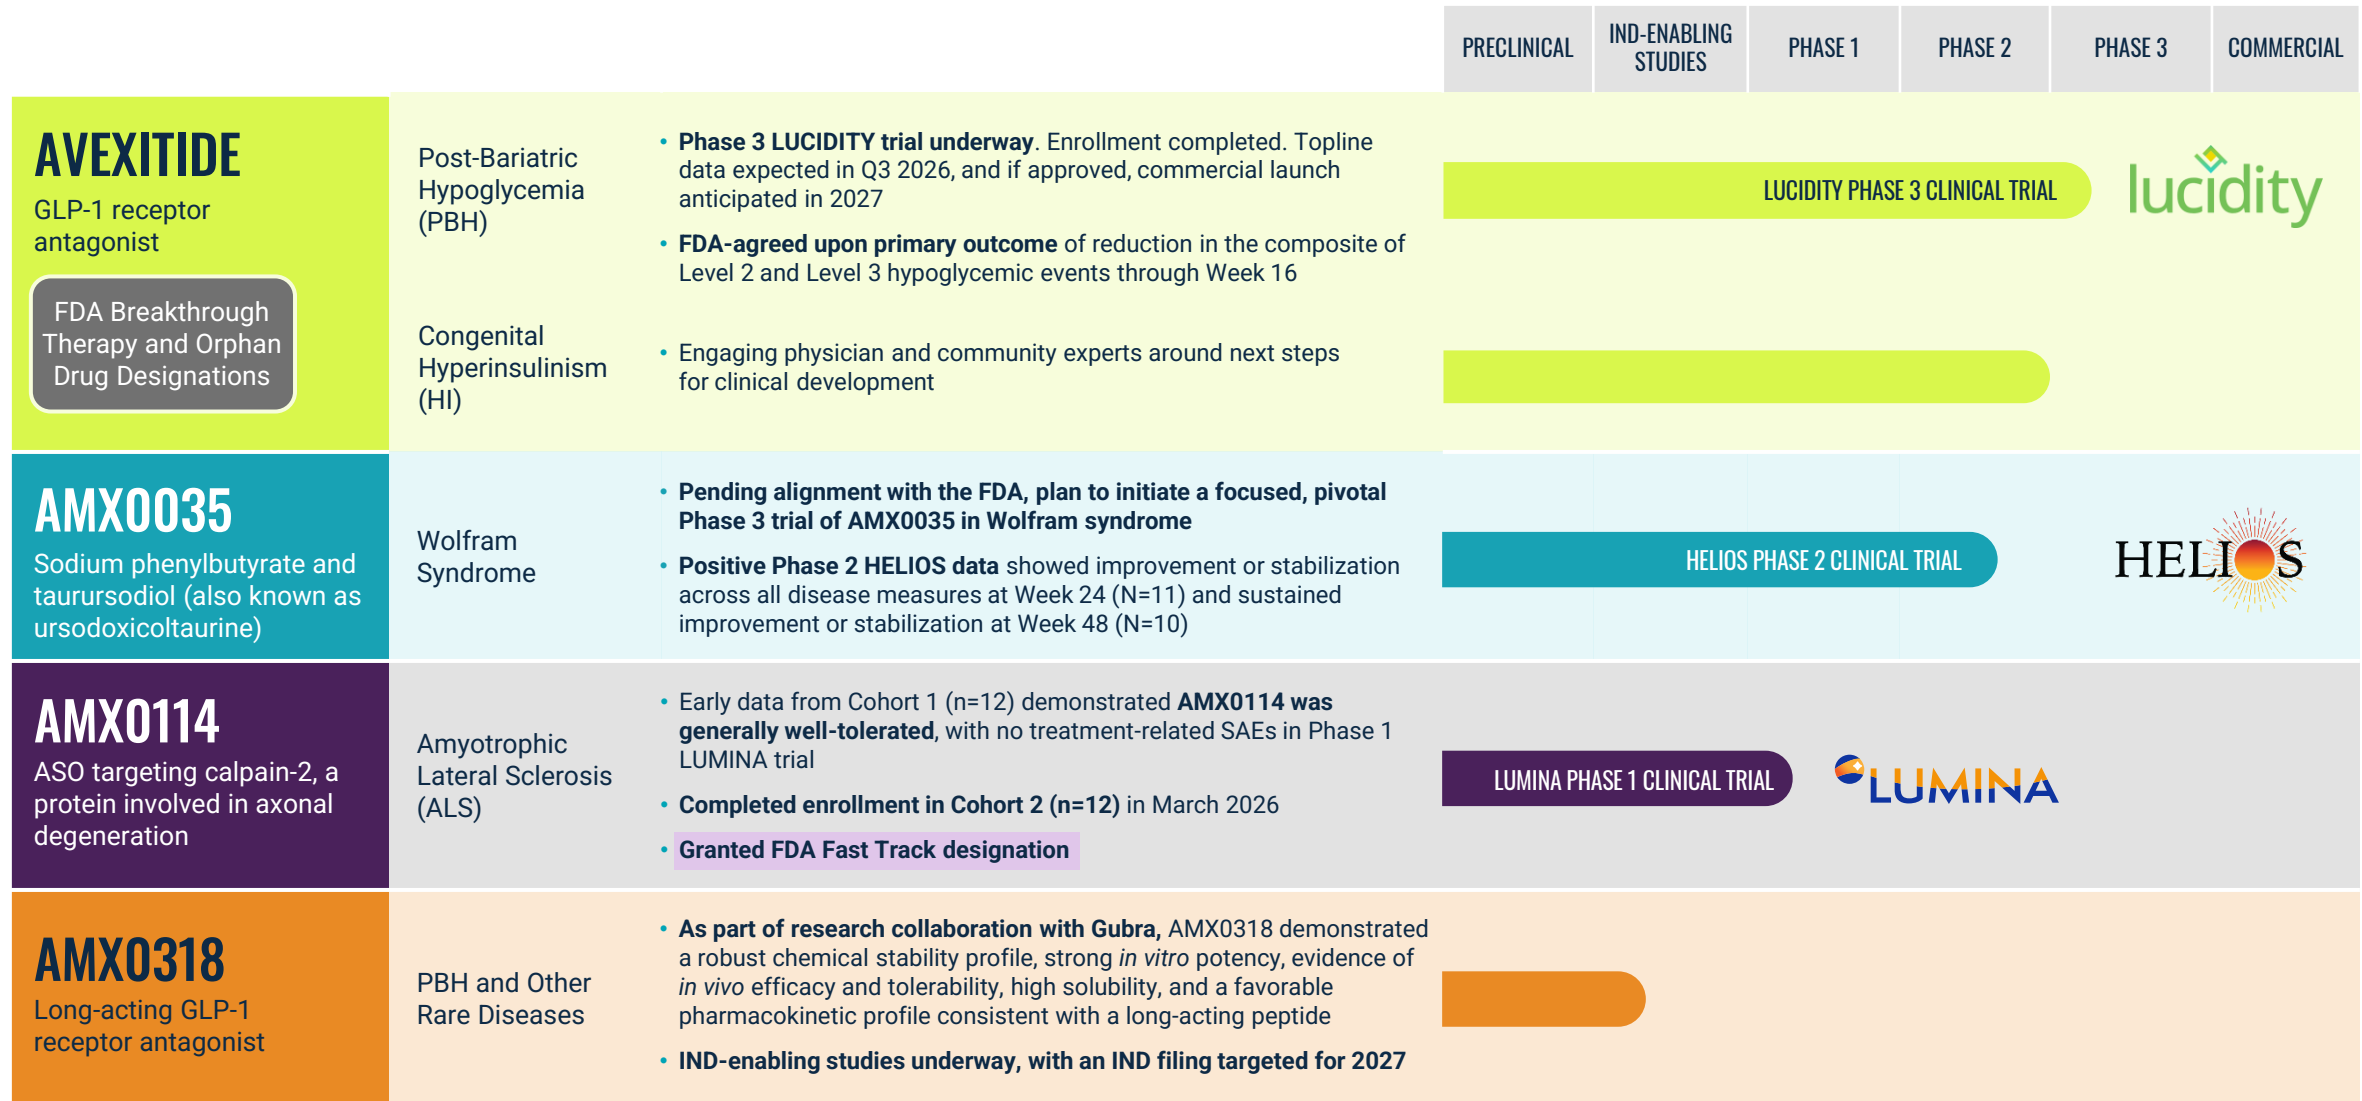 PRECLINICAL
IND-ENABLING
STUDIES
PHASE 1
PHASE 2
PHASE 3
COMMERCIAL
AVEXITIDE
GLP-1 receptor
antagonist
FDA Breakthrough
Therapy and Orphan
Drug Designations
Post-Bariatric
Hypoglycemia
(PBH)
• Phase 3 LUCIDITY trial underway. Enrollment completed. Topline
data expected in Q3 2026, and if approved, commercial launch
anticipated in 2027
• FDA-agreed upon primary outcome of reduction in the composite of
Level 2 and Level 3 hypoglycemic events through Week 16
LUCIDITY PHASE 3 CLINICAL TRIAL
lucidity
Congenital
Hyperinsulinism
(HI)
• Engaging physician and community experts around next steps
for clinical development
AMX0035
Sodium phenylbutyrate and
taurursodiol (also known as
ursodoxicoltaurine)
Wolfram
Syndrome
• Pending alignment with the FDA, plan to initiate a focused, pivotal
Phase 3 trial of AMX0035 in Wolfram syndrome
• Positive Phase 2 HELIOS data showed improvement or stabilization
across all disease measures at Week 24 (N=11) and sustained
improvement or stabilization at Week 48 (N=10)
HELIOS PHASE 2 CLINICAL TRIAL
HELIOS
AMX0114
ASO targeting calpain-2, a
protein involved in axonal
degeneration
Amyotrophic
Lateral Sclerosis
(ALS)
• Early data from Cohort 1 (n=12) demonstrated AMX0114 was
generally well-tolerated, with no treatment-related SAEs in Phase 1
LUMINA trial
• Completed enrollment in Cohort 2 (n=12) in March 2026
• Granted FDA Fast Track designation
LUMINA PHASE 1 CLINICAL TRIAL
LUMINA
AMX0318
Long-acting GLP-1
receptor antagonist
PBH and Other
Rare Diseases
• As part of research collaboration with Gubra, AMX0318 demonstrated
a robust chemical stability profile, strong in vitro potency, evidence of
in vivo efficacy and tolerability, high solubility, and a favorable
pharmacokinetic profile consistent with a long-acting peptide
• IND-enabling studies underway, with an IND filing targeted for 2027